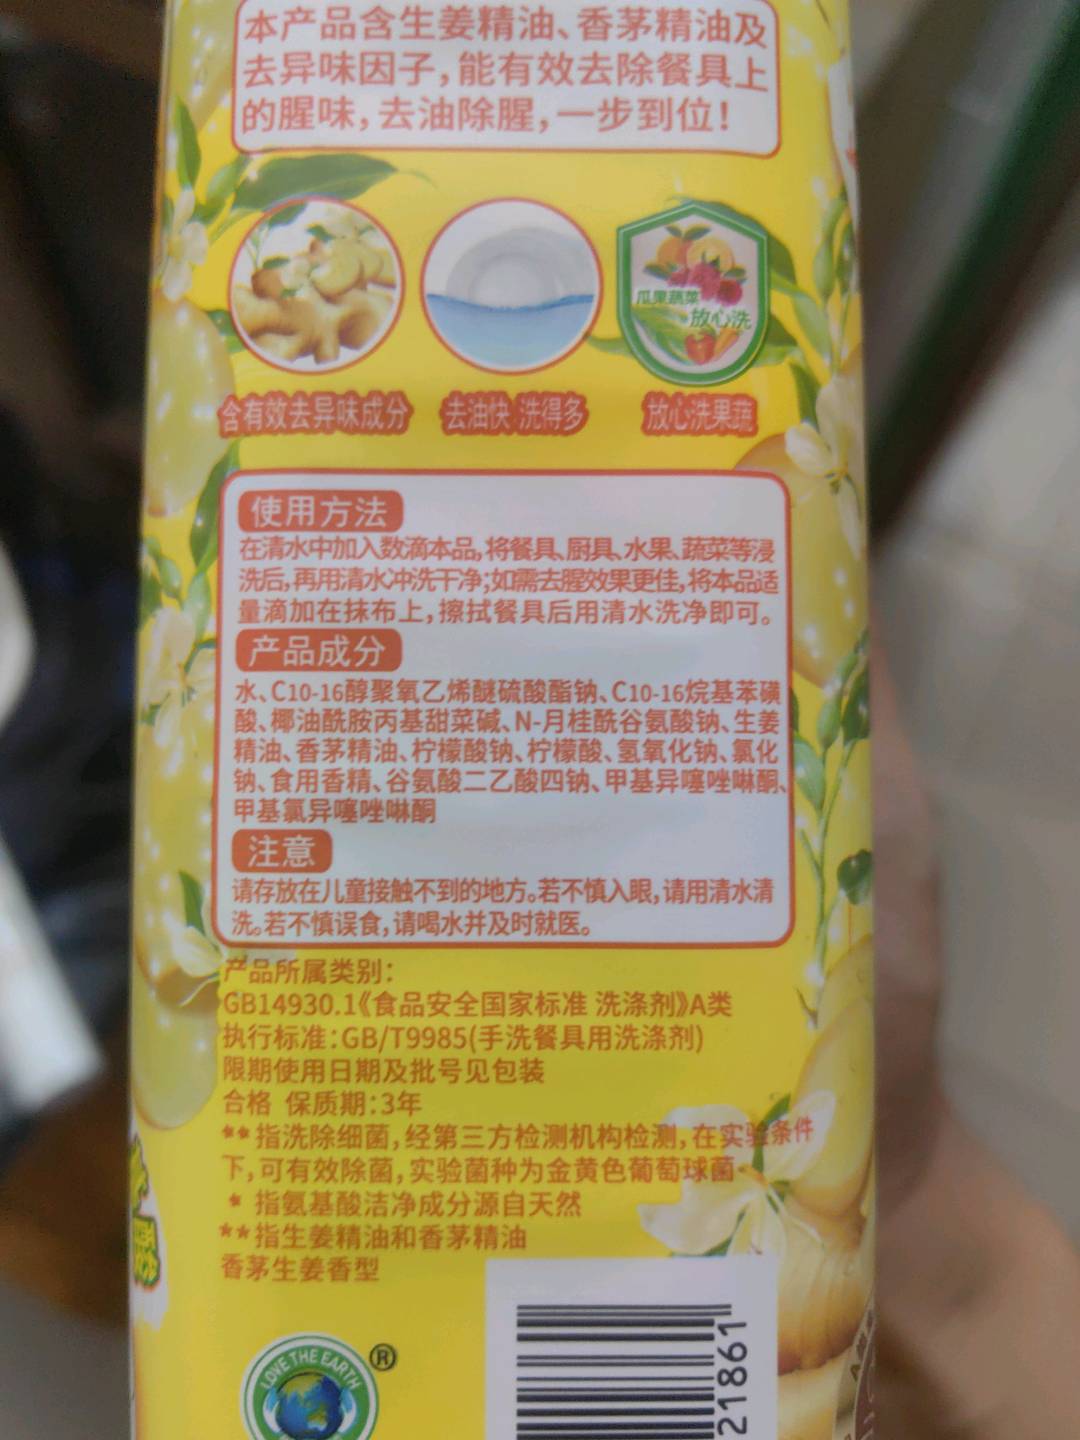 本产品含生姜精油、香茅精油及
去异味因子，能有效去除餐具上
的腥味，去油除腥，一步到位！
瓜果蔬菜
放心洗
含有效去异味成分
去油快 洗得多
放心洗果蔬
使用方法
在清水中加入数滴本品，将餐具、厨具、水果、蔬菜等浸
洗后，再用清水冲洗干净；如需去腥效果更佳，将本品适
量滴加在抹布上，擦拭餐具后用清水洗净即可。
产品成分
水、C10-16醇聚氧乙烯醚硫酸酯钠、C10-16烷基苯磺
酸、椰油酰胺丙基甜菜碱、N-月桂酰谷氨酸钠、生姜
精油、香茅精油、柠檬酸钠、柠檬酸、氢氧化钠、氯化
钠、食用香精、谷氨酸二乙酸四钠、甲基异噻唑啉酮、
甲基氯异噻唑啉酮
注意
请存放在儿童接触不到的地方。若不慎入眼，请用清水清
洗。若不慎误食，请喝水并及时就医。
产品所属类别：
GB14930.1《食品安全国家标准 洗涤剂》A类
执行标准：GB/T9985(手洗餐具用洗涤剂)
限期使用日期及批号见包装
合格 保质期：3年
** 指洗除细菌，经第三方检测机构检测，在实验条件
下，可有效除菌，实验菌种为金黄色葡萄球菌
* 指氨基酸洁净成分源自天然
**指生姜精油和香茅精油
香茅生姜香型
LOVE THE EARTH
®
21861